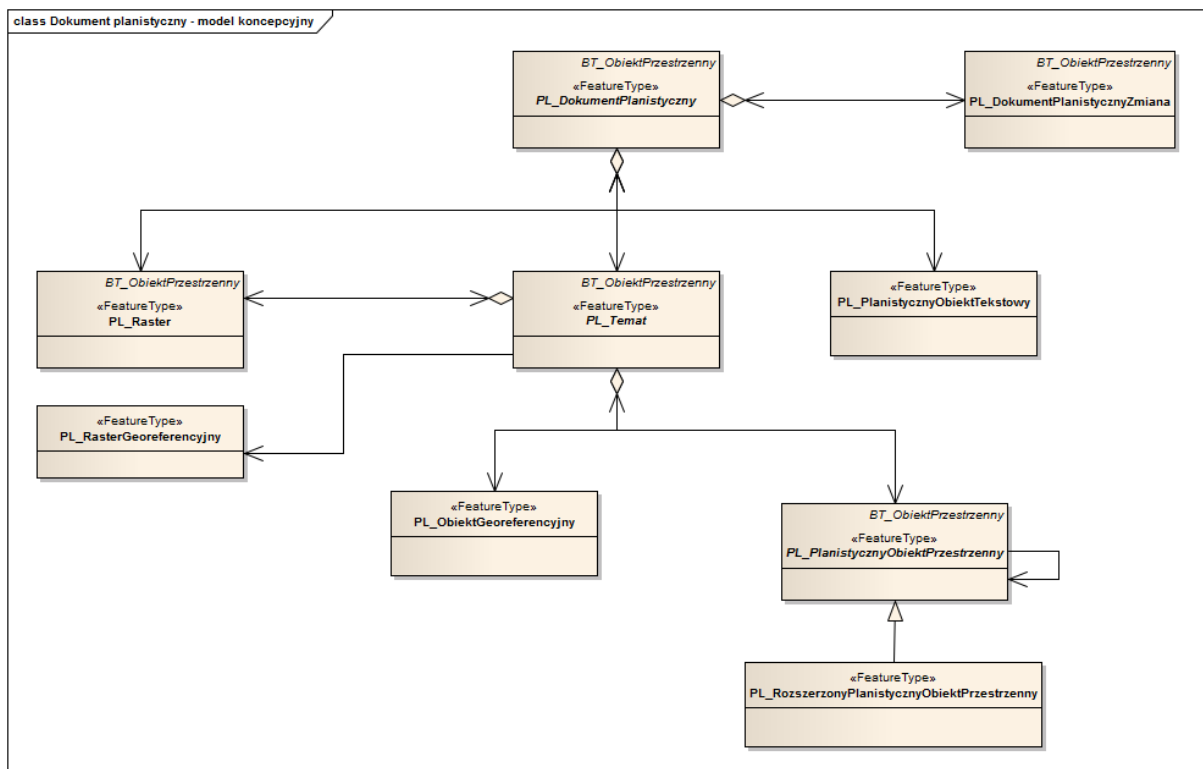 class Dokument planistyczny - model koncepcyjny
BT_ObiektPrzestrzenny
«FeatureType»
PL_DokumentPlanistyczny
BT_ObiektPrzestrzenny
«FeatureType»
PL_DokumentPlanistycznyZmiana
BT_ObiektPrzestrzenny
«FeatureType»
PL_Raster
BT_ObiektPrzestrzenny
«FeatureType»
PL_Temat
«FeatureType»
PL_PlanistycznyObiektTekstowy
«FeatureType»
PL_RasterGeoreferencyjny
«FeatureType»
PL_ObiektGeoreferencyjny
BT_ObiektPrzestrzenny
«FeatureType»
PL_PlanistycznyObiektPrzestrzenny
«FeatureType»
PL_RozszerzonyPlanistycznyObiektPrzestrzenny